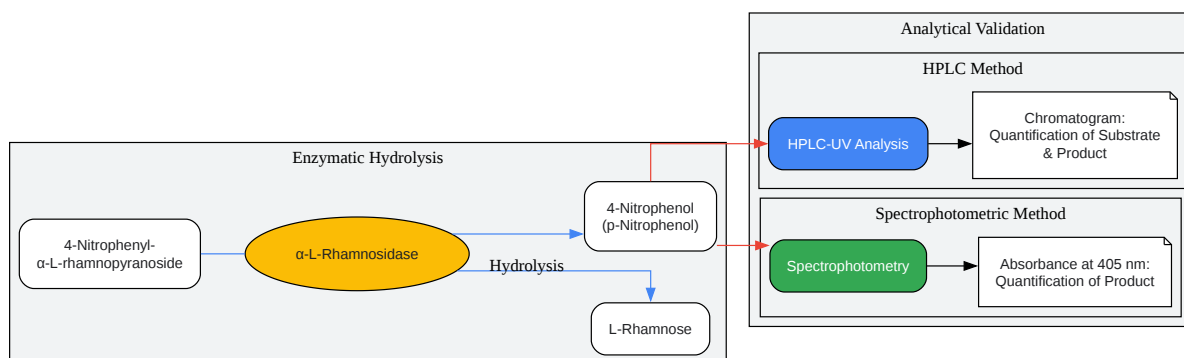 Analytical Validation
HPLC Method
HPLC-UV Analysis
Chromatogram:
Quantification of Substrate
& Product
Enzymatic Hydrolysis
4-Nitrophenyl-
α-L-rhamnopyranoside
α-L-Rhamnosidase
Hydrolysis
4-Nitrophenol
(p-Nitrophenol)
L-Rhamnose
Spectrophotometric Method
Spectrophotometry
Absorbance at 405 nm:
Quantification of Product